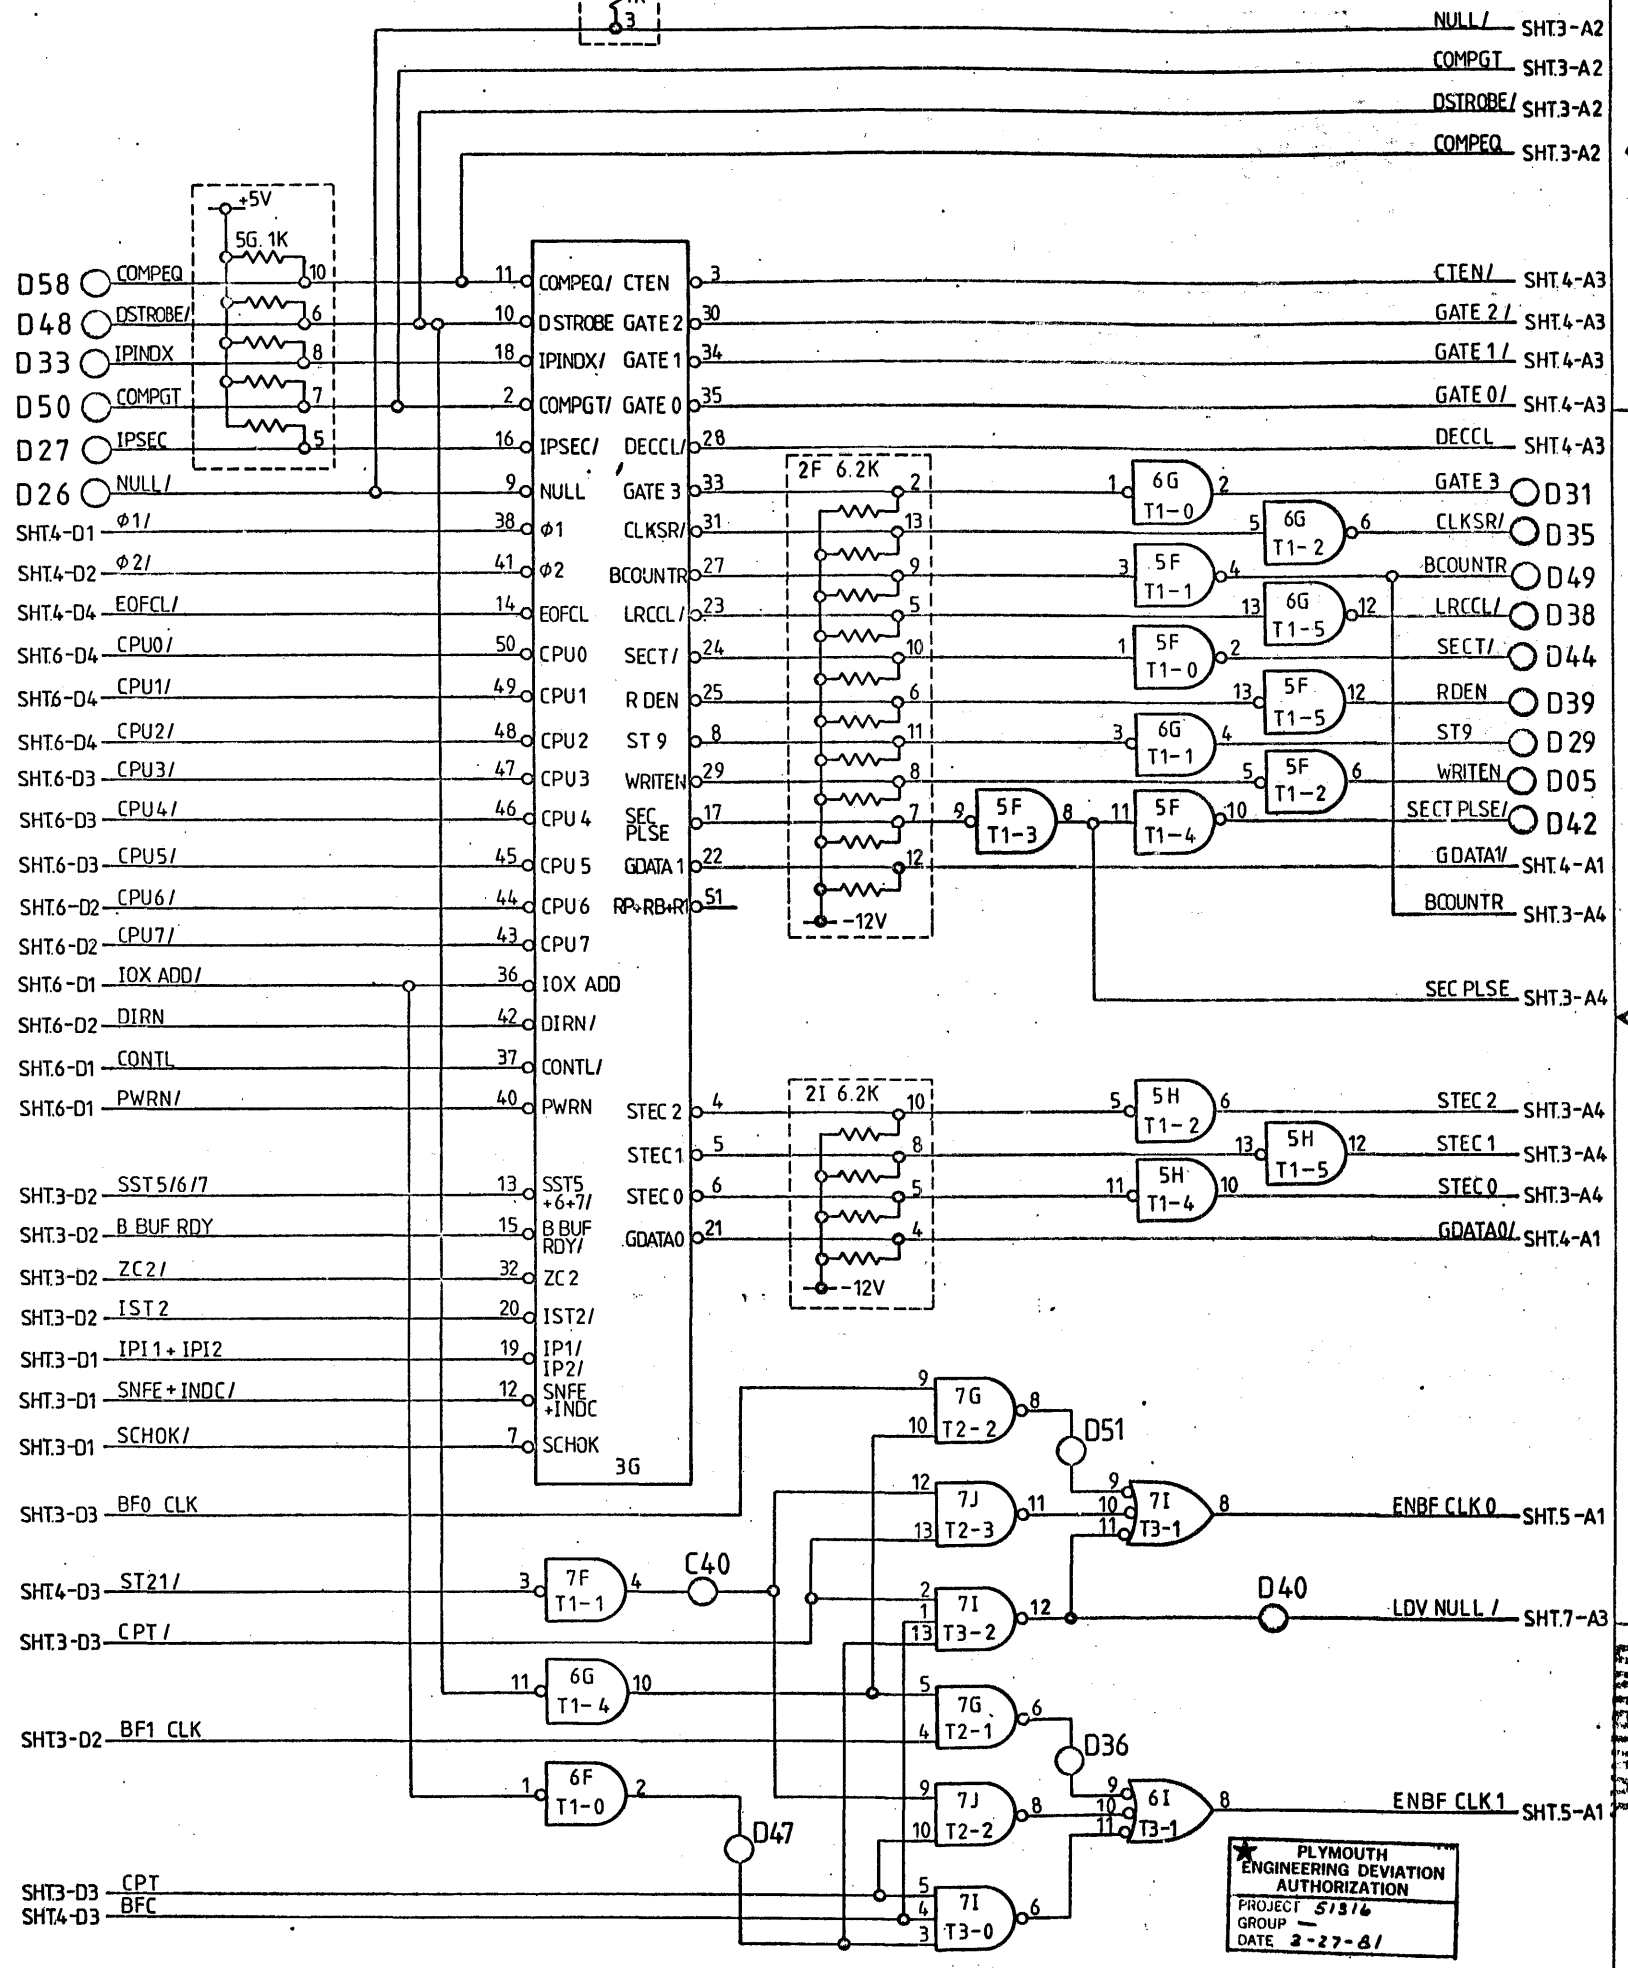 1K
3
NULL/ SHT.3-A2
COMPGT SHT.3-A2
DSTROBE/ SHT.3-A2
COMPEQ SHT.3-A2
+5V
5G. 1K
D58 COMPEQ 10 11 COMPEQ/ CTEN 3 CTEN/ SHT.4-A3
D48 DSTROBE/ 6 10 DSTROBE GATE 2 30 GATE 2/ SHT.4-A3
D33 IPINDX 8 18 IPINDX/ GATE 1 34 GATE 1/ SHT.4-A3
D50 COMPGT 7 2 COMPGT/ GATE 0 35 GATE 0/ SHT.4-A3
D27 IPSEC 5 16 IPSEC/ DECCL/ 28 DECCL SHT.4-A3
2F 6.2K
D26 NULL/ 9 NULL GATE 3 33 2 1 6G T1-0 2 GATE 3 D31
SHT.4-D1 φ1/ 38 φ1 CLKSR/ 31 13 5 6G T1-2 6 CLKSR/ D35
SHT.4-D2 φ2/ 41 φ2 BCOUNTR 27 9 3 5F T1-1 4 BCOUNTR D49
SHT.4-D4 EOFCL/ 14 EOFCL LRCCL/ 23 5 13 6G T1-5 12 LRCCL/ D38
SHT.6-D4 CPU0/ 50 CPU0 SECT/ 24 10 1 5F T1-0 2 SECT/ D44
SHT.6-D4 CPU1/ 49 CPU1 RDEN 25 6 13 5F T1-5 12 RDEN D39
SHT.6-D4 CPU2/ 48 CPU2 ST 9 8 11 3 6G T1-1 4 ST9 D29
SHT.6-D3 CPU3/ 47 CPU3 WRITEN 29 8 5 5F T1-2 6 WRITEN D05
SHT.6-D3 CPU4/ 46 CPU4 SEC PLSE 17 7 9 5F T1-3 8 11 5F T1-4 10 SECT PLSE/ D42
SHT.6-D3 CPU5/ 45 CPU5 GDATA 1 22 12 GDATA1/ SHT.4-A1
SHT.6-D2 CPU6/ 44 CPU6 RP+RB+R1 51 -12V BCOUNTR SHT.3-A4
SHT.6-D2 CPU7/ 43 CPU7
SHT.6-D1 IOX ADD/ 36 IOX ADD SEC PLSE SHT.3-A4
SHT.6-D2 DIRN 42 DIRN/
SHT.6-D1 CONTL 37 CONTL/
2I 6.2K
SHT.6-D1 PWRN/ 40 PWRN STEC 2 4 10 5 5H T1-2 6 STEC 2 SHT.3-A4
STEC1 5 8 13 5H T1-5 12 STEC 1 SHT.3-A4
SHT.3-D2 SST5/6/7 13 SST5 +6+7/ STEC 0 6 5 11 5H T1-4 10 STEC 0 SHT.3-A4
SHT.3-D2 B BUF RDY 15 B BUF RDY/ GDATA0 21 4 GDATA0/ SHT.4-A1
SHT.3-D2 ZC2/ 32 ZC2 -12V
SHT.3-D2 IST2 20 IST2/
SHT.3-D1 IPI1+IPI2 19 IP1/ IP2/
SHT.3-D1 SNFE+INDC/ 12 SNFE +INDC
SHT.3-D1 SCHOK/ 7 SCHOK
3G
9 10 7G T2-2 8 D51
12 13 7J T2-3 11
SHT.3-D3 BF0 CLK 9 10 11 7I T3-1 8 ENBF CLK 0 SHT.5-A1
SHT.4-D3 ST21/ 3 7F T1-1 4 C40
2 1 13 7I T3-2 12 D40 LDV NULL/ SHT.7-A3
SHT.3-D3 CPT/
11 6G T1-4 10
5 4 7G T2-1 6 D36
SHT3-D2 BF1 CLK
1 6F T1-0 2 D47
9 10 7J T2-2 8
9 10 11 6I T3-1 8 ENBF CLK 1 SHT.5-A1
SHT.3-D3 CPT
SHT.4-D3 BFC
5 4 3 7I T3-0 6
PLYMOUTH
ENGINEERING DEVIATION
AUTHORIZATION
PROJECT 51316
GROUP —
DATE 3-27-81